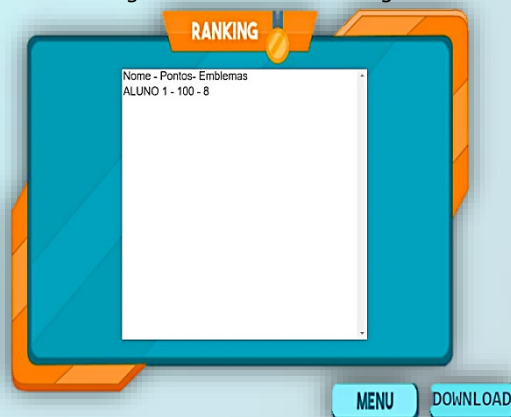 RANKING
Nome - Pontos- Emblemas
ALUNO 1 - 100 - 8
MENU
DOWNLOAD